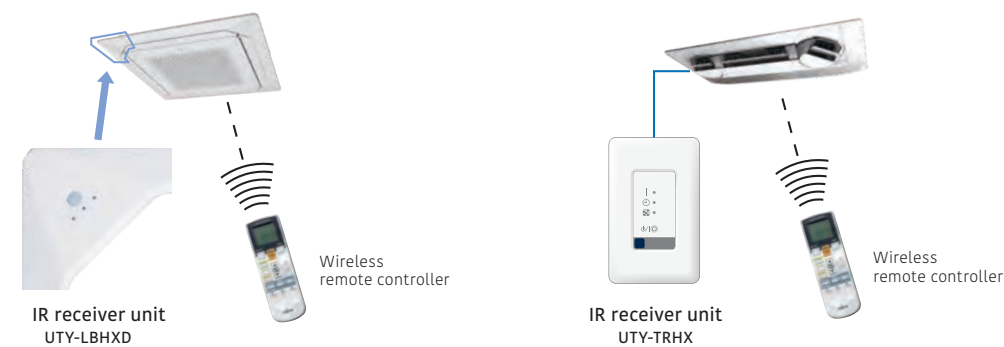 Wireless
remote controller
IR receiver unit
UTY-LBHXD
Wireless
remote controller
IR receiver unit
UTY-TRHX